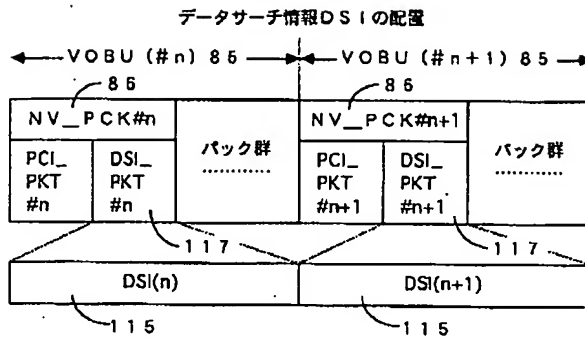 データサーチ情報DSIの配置
VOBU (#n) 85
VOBU (#n+1) 85
86
86
NV_PCK#n
NV_PCK#n+1
PCI_
PKT
#n
DSI_
PKT
#n
パック群
............
PCI_
PKT
#n+1
DSI_
PKT
#n+1
パック群
............
117
117
DSI(n)
DSI(n+1)
115
115